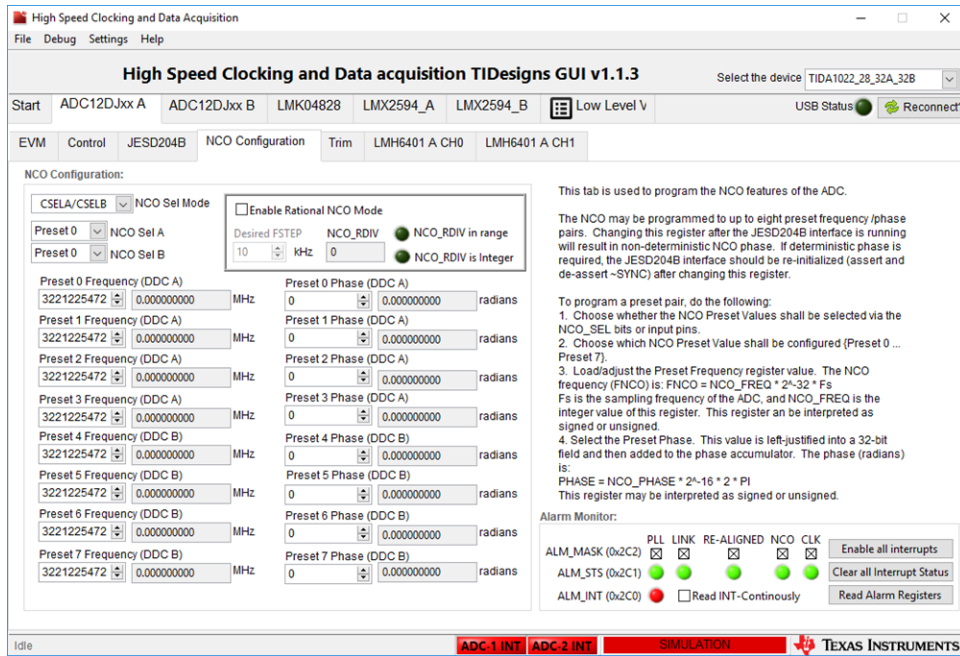 High Speed Clocking and Data Acquisition
File Debug Settings Help
High Speed Clocking and Data acquisition TIDesigns GUI v1.1.3
Select the device TIDA1022_28_32A_32B
Start ADC12DJxx A ADC12DJxx B LMK04828 LMX2594_A LMX2594_B Low Level V
USB Status Reconnect?
EVM Control JESD204B NCO Configuration Trim LMH6401 A CH0 LMH6401 A CH1
NCO Configuration:
CSELA/CSELB NCO Sel Mode
Preset 0 NCO Sel A
Preset 0 NCO Sel B
Enable Rational NCO Mode
Desired FSTEP NCO_RDIV NCO_RDIV in range
10 kHz 0 NCO_RDIV is Integer
Preset 0 Frequency (DDC A) Preset 0 Phase (DDC A)
3221225472 0.000000000 MHz 0 0.000000000 radians
Preset 1 Frequency (DDC A) Preset 1 Phase (DDC A)
3221225472 0.000000000 MHz 0 0.000000000 radians
Preset 2 Frequency (DDC A) Preset 2 Phase (DDC A)
3221225472 0.000000000 MHz 0 0.000000000 radians
Preset 3 Frequency (DDC A) Preset 3 Phase (DDC A)
3221225472 0.000000000 MHz 0 0.000000000 radians
Preset 4 Frequency (DDC B) Preset 4 Phase (DDC B)
3221225472 0.000000000 MHz 0 0.000000000 radians
Preset 5 Frequency (DDC B) Preset 5 Phase (DDC B)
3221225472 0.000000000 MHz 0 0.000000000 radians
Preset 6 Frequency (DDC B) Preset 6 Phase (DDC B)
3221225472 0.000000000 MHz 0 0.000000000 radians
Preset 7 Frequency (DDC B) Preset 7 Phase (DDC B)
3221225472 0.000000000 MHz 0 0.000000000 radians
This tab is used to program the NCO features of the ADC.
The NCO may be programmed to up to eight preset frequency /phase
pairs. Changing this register after the JESD204B interface is running
will result in non-deterministic NCO phase. If deterministic phase is
required, the JESD204B interface should be re-initialized (assert and
de-assert ~SYNC) after changing this register.
To program a preset pair, do the following:
1. Choose whether the NCO Preset Values shall be selected via the
NCO_SEL bits or input pins.
2. Choose which NCO Preset Value shall be configured {Preset 0 ...
Preset 7}.
3. Load/adjust the Preset Frequency register value. The NCO
frequency (FNCO) is: FNCO = NCO_FREQ * 2^-32 * Fs
Fs is the sampling frequency of the ADC, and NCO_FREQ is the
integer value of this register. This register an be interpreted as
signed or unsigned.
4. Select the Preset Phase. This value is left-justified into a 32-bit
field and then added to the phase accumulator. The phase (radians)
is:
PHASE = NCO_PHASE * 2^-16 * 2 * PI
This register may be interpreted as signed or unsigned.
Alarm Monitor:
PLL LINK RE-ALIGNED NCO CLK
ALM_MASK (0x2C2) Enable all interrupts
ALM_STS (0x2C1) Clear all Interrupt Status
ALM_INT (0x2C0) Read INT-Continously Read Alarm Registers
Idle ADC-1 INT ADC-2 INT SIMULATION TEXAS INSTRUMENTS